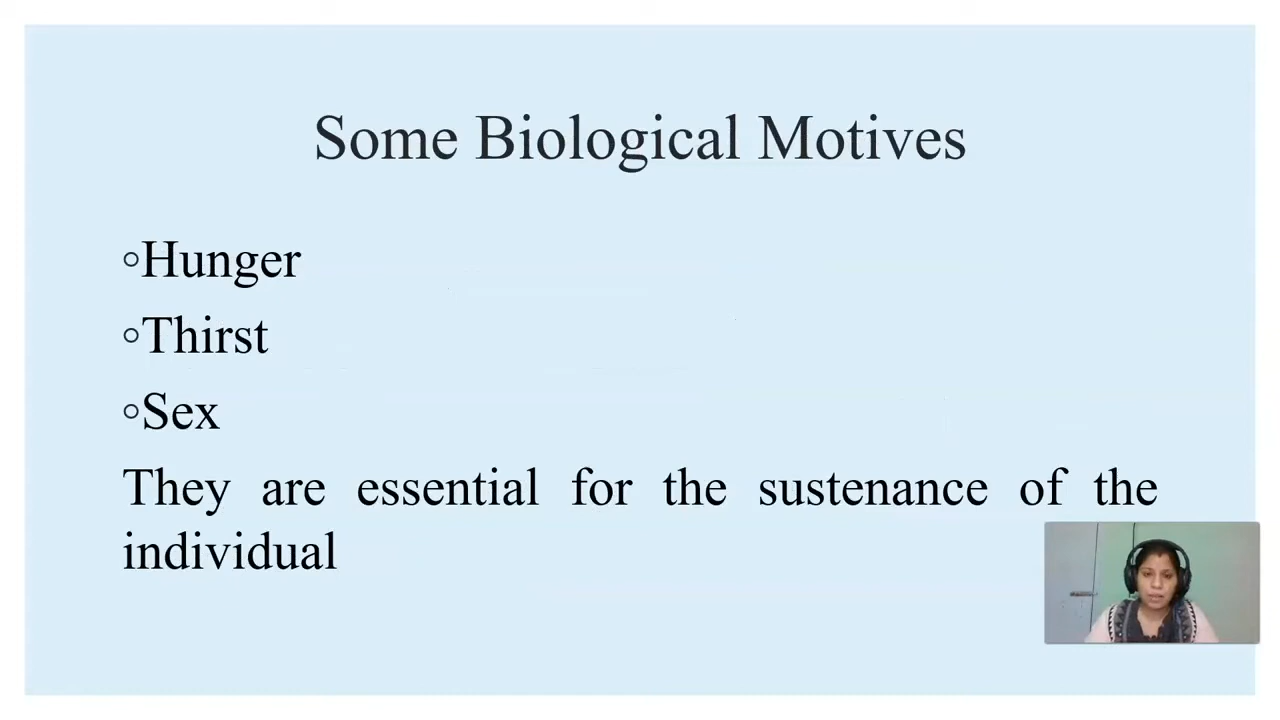 Some Biological Motives
◦Hunger
◦Thirst
◦Sex
They are essential for the sustenance of the
individual